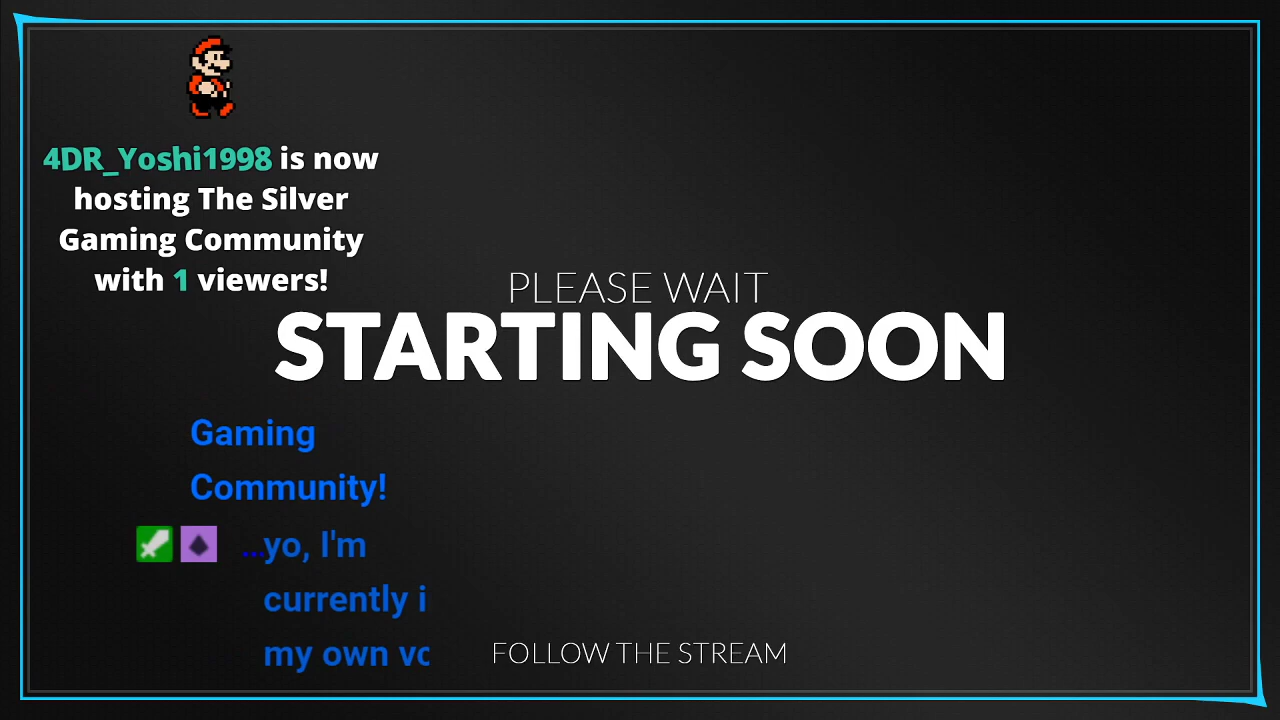 4DR_Yoshi1998 is now
hosting The Silver
Gaming Community
with 1 viewers!
PLEASE WAIT
STARTING SOON
Gaming
Community!
...yo, I'm
currently i
my own vc
FOLLOW THE STREAM